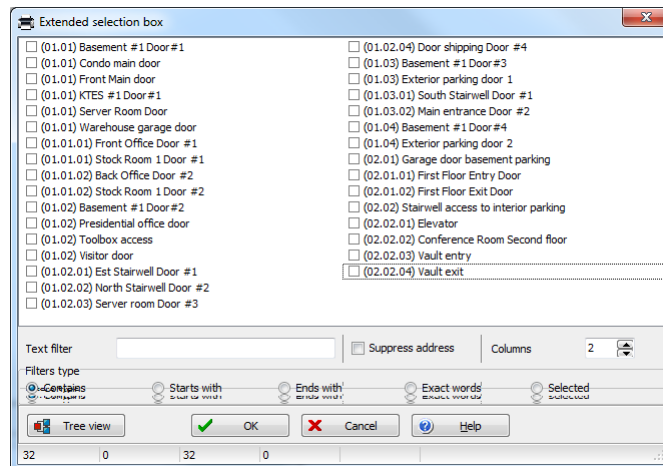 Extended selection box
(01.01) Basement #1 Door#1
(01.01) Condo main door
(01.01) Front Main door
(01.01) KTES #1 Door#1
(01.01) Server Room Door
(01.01) Warehouse garage door
(01.01.01) Front Office Door #1
(01.01.01) Stock Room 1 Door #1
(01.01.02) Back Office Door #2
(01.01.02) Stock Room 1 Door #2
(01.02) Basement #1 Door#2
(01.02) Presidential office door
(01.02) Toolbox access
(01.02) Visitor door
(01.02.01) Est Stairwell Door #1
(01.02.02) North Stairwell Door #2
(01.02.03) Server room Door #3
(01.02.04) Door shipping Door #4
(01.03) Basement #1 Door#3
(01.03) Exterior parking door 1
(01.03.01) South Stairwell Door #1
(01.03.02) Main entrance Door #2
(01.04) Basement #1 Door#4
(01.04) Exterior parking door 2
(02.01) Garage door basement parking
(02.01.01) First Floor Entry Door
(02.01.02) First Floor Exit Door
(02.02) Stairwell access to interior parking
(02.02.01) Elevator
(02.02.02) Conference Room Second floor
(02.02.03) Vault entry
(02.02.04) Vault exit
Text filter Suppress address Columns 2
Filters type
Contains Starts with Ends with Exact words Selected
Tree view OK Cancel Help
32 0 32 0